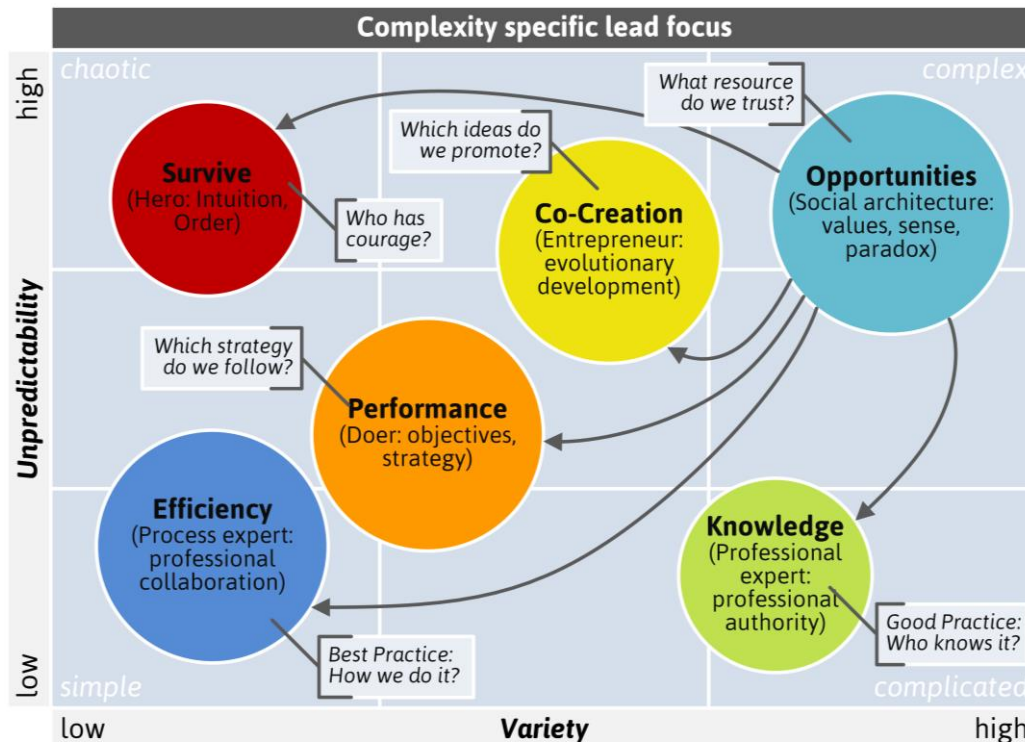 Complexity specific lead focus
chaotic
complex
high
What resource
do we trust?
Which ideas do
we promote?
Survive
(Hero: Intuition,
Order)
Who has
courage?
Co-Creation
(Entrepreneur:
evolutionary
development)
Opportunities
(Social architecture:
values, sense,
paradox)
Unpredictability
Which strategy
do we follow?
Performance
(Doer: objectives,
strategy)
Efficiency
(Process expert:
professional
collaboration)
Best Practice:
How we do it?
Knowledge
(Professional
expert:
professional
authority)
Good Practice:
Who knows it?
low
simple
complicated
low
Variety
high